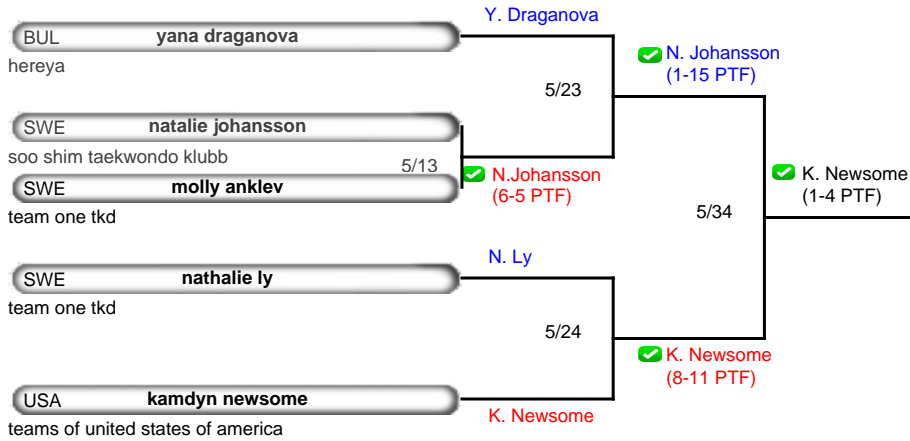 Y. Draganova
BUL yana draganova
hereya
N. Johansson
(1-15 PTF)
5/23
SWE natalie johansson
soo shim taekwondo klubb
5/13
N.Johansson
(6-5 PTF)
SWE molly anklev
team one tkd
K. Newsome
(1-4 PTF)
5/34
N. Ly
SWE nathalie ly
team one tkd
5/24
K. Newsome
(8-11 PTF)
USA kamdyn newsome
K. Newsome
teams of united states of america